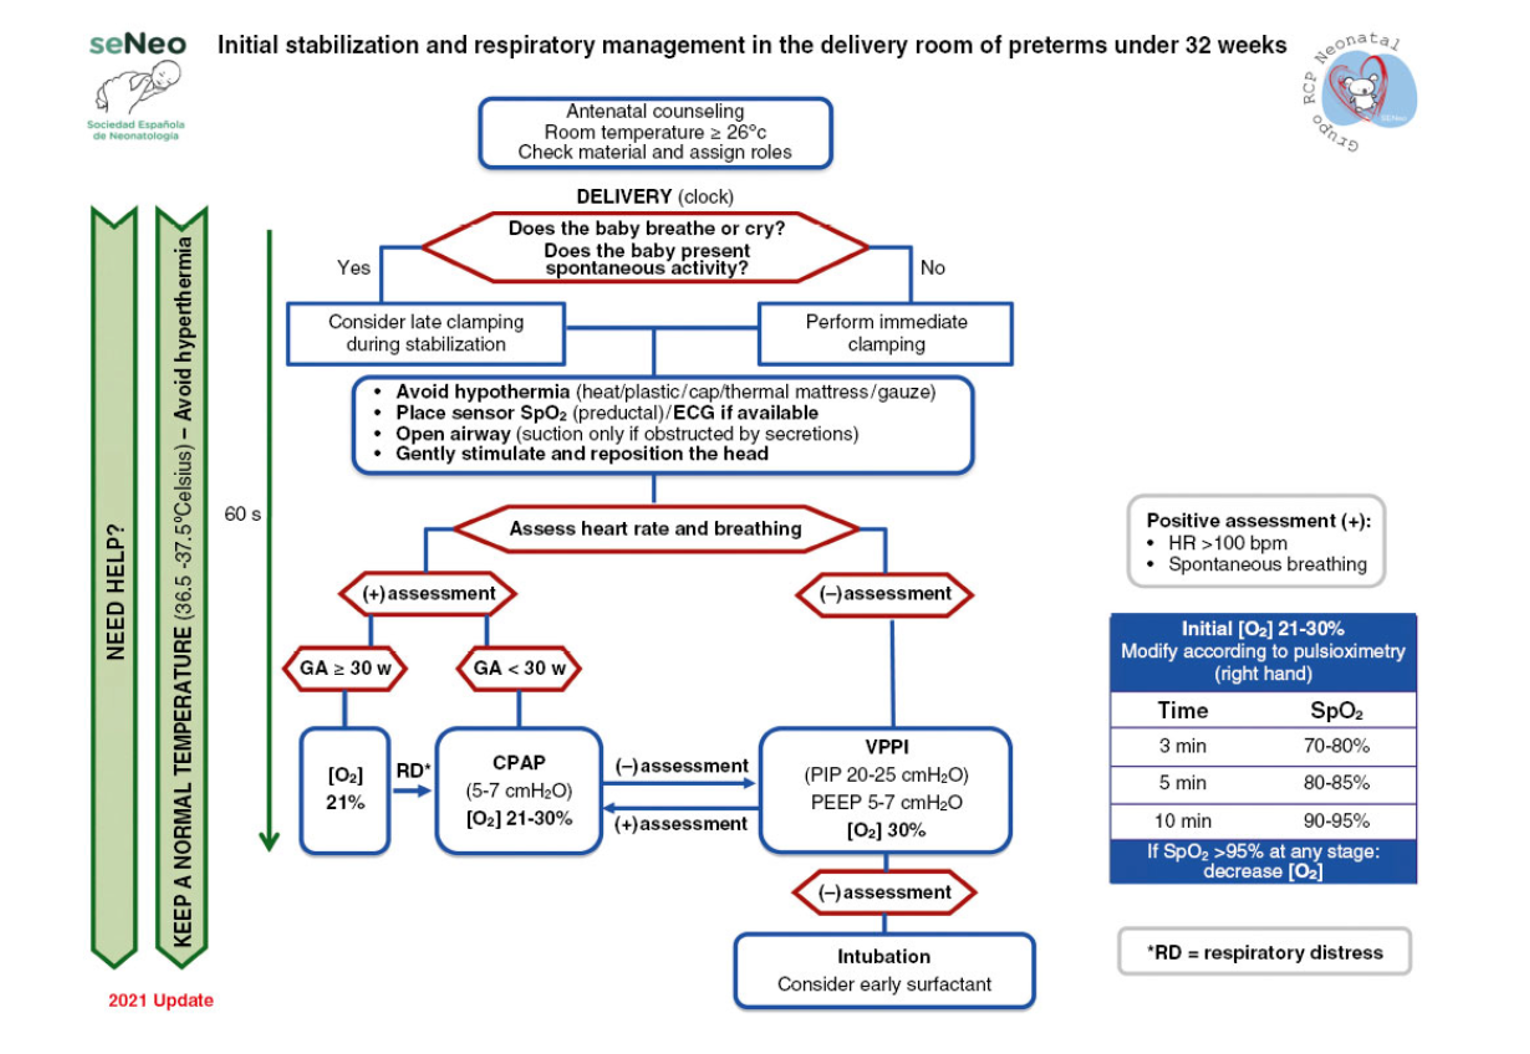 seNeo
Sociedad Española
de Neonatología
Initial stabilization and respiratory management in the delivery room of preterms under 32 weeks
Grupo RCP Neonatal
SENeo
Antenatal counseling
Room temperature ≥ 26ºc
Check material and assign roles
DELIVERY (clock)
Does the baby breathe or cry?
Does the baby present
spontaneous activity?
Yes
No
Consider late clamping
during stabilization
Perform immediate
clamping
• Avoid hypothermia (heat/plastic/cap/thermal mattress/gauze)
• Place sensor SpO₂ (preductal)/ECG if available
• Open airway (suction only if obstructed by secretions)
• Gently stimulate and reposition the head
NEED HELP?
KEEP A NORMAL TEMPERATURE (36.5 -37.5ºCelsius) – Avoid hyperthermia
60 s
Assess heart rate and breathing
(+)assessment
(–)assessment
GA ≥ 30 w
GA < 30 w
[O₂]
21%
RD*
CPAP
(5-7 cmH₂O)
[O₂] 21-30%
(–)assessment
(+)assessment
VPPI
(PIP 20-25 cmH₂O)
PEEP 5-7 cmH₂O
[O₂] 30%
(–)assessment
Intubation
Consider early surfactant
Positive assessment (+):
• HR >100 bpm
• Spontaneous breathing
Initial [O₂] 21-30%
Modify according to pulsioximetry
(right hand)
Time SpO₂
3 min 70-80%
5 min 80-85%
10 min 90-95%
If SpO₂ >95% at any stage:
decrease [O₂]
*RD = respiratory distress
2021 Update